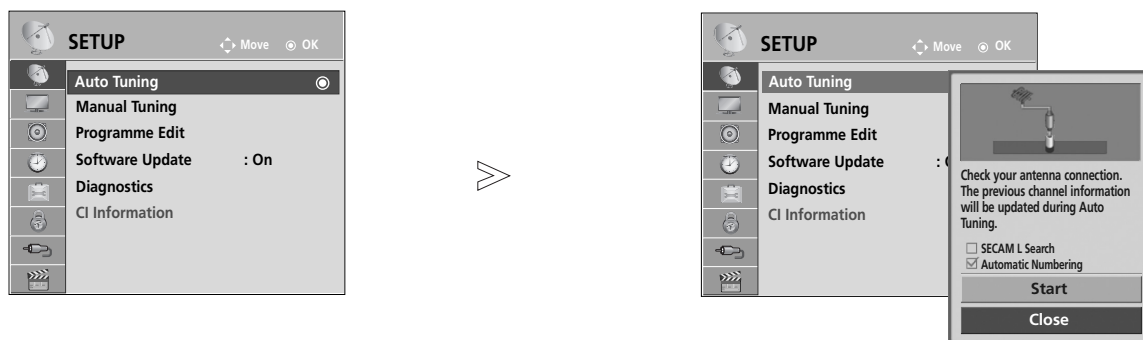 SETUP Move OK
Auto Tuning
Manual Tuning
Programme Edit
Software Update : On
Diagnostics
CI Information
SETUP Move OK
Auto Tuning
Manual Tuning
Programme Edit
Software Update :
Diagnostics
CI Information
Check your antenna connection.
The previous channel information
will be updated during Auto
Tuning.
SECAM L Search
Automatic Numbering
Start
Close